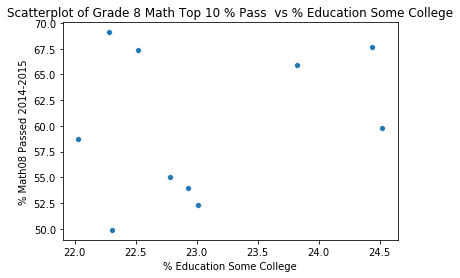 Scatterplot of Grade 8 Math Top 10 % Pass  vs % Education Some College
70.0
67.5
65.0
62.5
60.0
57.5
55.0
52.5
50.0
% Math08 Passed 2014-2015
22.0 22.5 23.0 23.5 24.0 24.5
% Education Some College